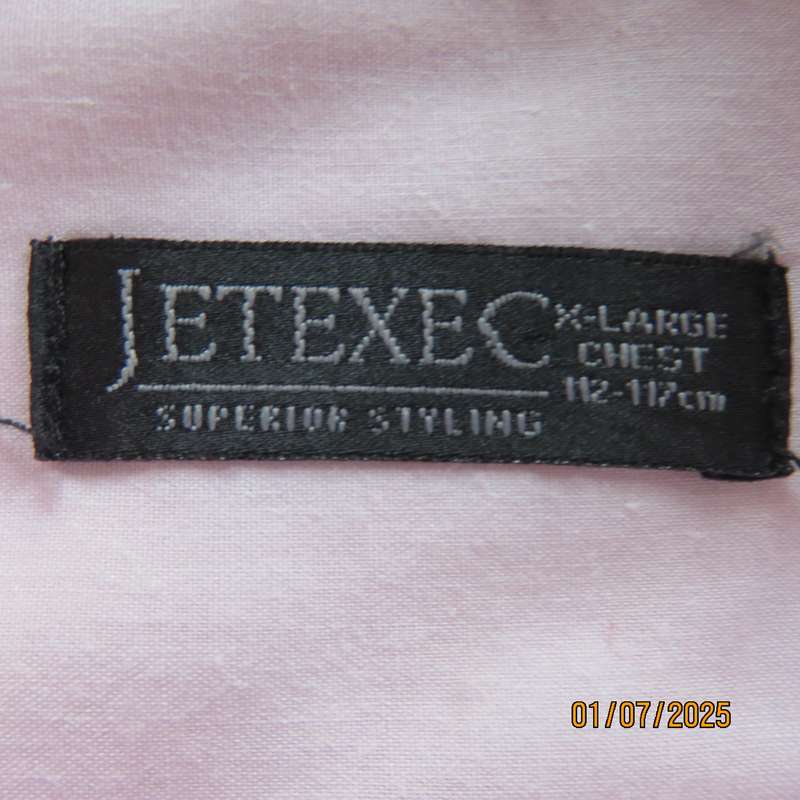 JETEXEC
SUPERIOR STYLING
X-LARGE
CHEST
112-117cm
01/07/2025